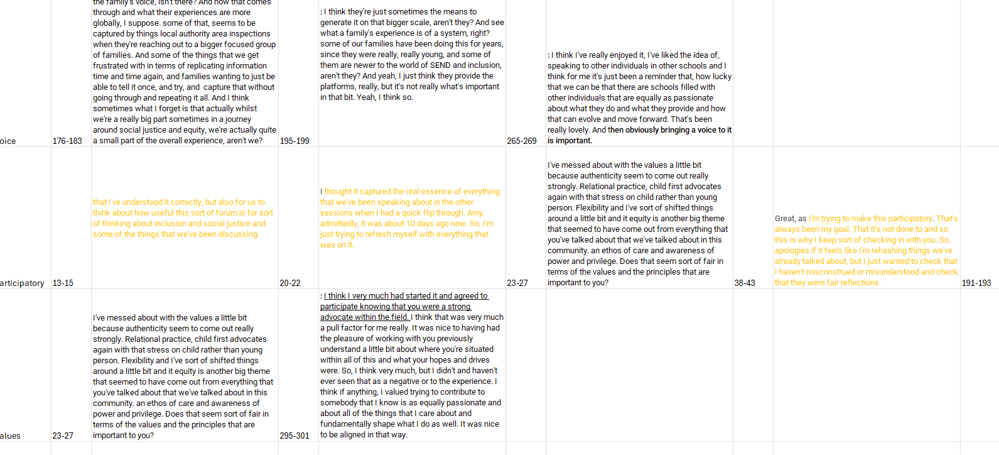 the family's voice, isn't there? And how that comes
through and what their experiences are more
globally, I suppose. some of that, seems to be
captured by things local authority area inspections
when they're reaching out to a bigger focused group
of families. And some of the things that we get
frustrated with in terms of replicating information
time and time again, and families wanting to just be
able to tell it once, and try, and  capture that without
going through and repeating it all. And I think
sometimes what I forget is that actually whilst
we're a really big part sometimes in a journey
around social justice and equity, we're actually quite
a small part of the overall experience, aren't we?
oice
176-183
: I think they're just sometimes the means to
generate it on that bigger scale, aren't they? And see
what a family's experience is of a system, right?
some of our families have been doing this for years,
since they were really, really young, and some of
them are newer to the world of SEND and inclusion,
aren't they? And yeah, I just think they provide the
platforms, really, but it's not really what's important
in that bit. Yeah, I think so.
195-199
: I think I've really enjoyed it, I've liked the idea of,
speaking to other individuals in other schools and I
think for me it's just been a reminder that, how lucky
that we can be that there are schools filled with
other individuals that are equally as passionate
about what they do and what they provide and how
that can evolve and move forward. That's been
really lovely. And then obviously bringing a voice to it
is important.
265-269
articipatory
13-15
that I've understood it correctly, but also for us to
think about how useful this sort of forum is for sort
of thinking about inclusion and social justice and
some of the things that we've been discussing.
20-22
I thought it captured the real essence of everything
that we've been speaking about in the other
sessions when I had a quick flip through. Amy,
admittedly, it was about 10 days ago now. So, I'm
just trying to refresh myself with everything that
was on it.
23-27
I've messed about with the values a little bit
because authenticity seem to come out really
strongly. Relational practice, child first advocates
again with that stress on child rather than young
person. Flexibility and I've sort of shifted things
around a little bit and it equity is another big theme
that seemed to have come out from everything that
you've talked about that we've talked about in this
community. an ethos of care and awareness of
power and privilege. Does that seem sort of fair in
terms of the values and the principles that are
important to you?
38-43
Great, as I'm trying to make this participatory. That's
always been my goal. That it's not done to and so
this is why I keep sort of checking in with you. So,
apologies if it feels like I'm rehashing things we've
already talked about, but I just wanted to check that
I haven't misconstrued or misunderstood and check
that they were fair reflections.
191-193
alues
23-27
I've messed about with the values a little bit
because authenticity seem to come out really
strongly. Relational practice, child first advocates
again with that stress on child rather than young
person. Flexibility and I've sort of shifted things
around a little bit and it equity is another big theme
that seemed to have come out from everything that
you've talked about that we've talked about in this
community. an ethos of care and awareness of
power and privilege. Does that seem sort of fair in
terms of the values and the principles that are
important to you?
295-301
: I think I very much had started it and agreed to
participate knowing that you were a strong
advocate within the field. I think that was very much
a pull factor for me really. It was nice to having had
the pleasure of working with you previously
understand a little bit about where you're situated
within all of this and what your hopes and drives
were. So, I think very much, but I didn't and haven't
ever seen that as a negative or to the experience. I
think if anything, I valued trying to contribute to
somebody that I know is as equally passionate and
about all of the things that I care about and
fundamentally shape what I do as well. It was nice
to be aligned in that way.